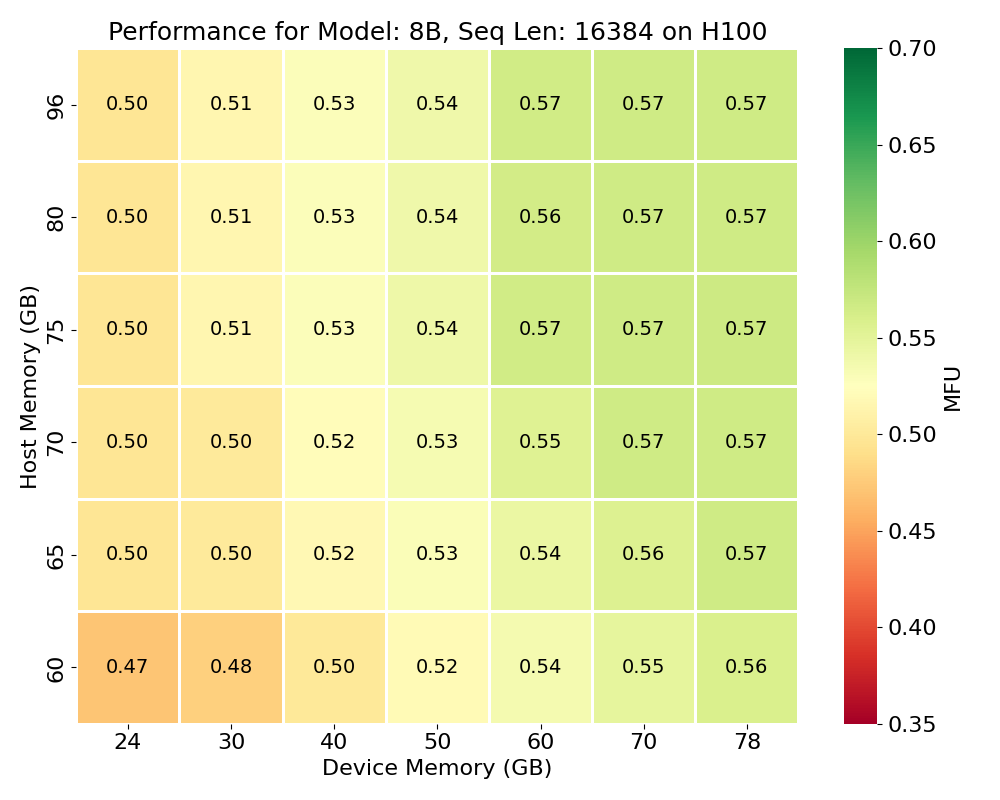 Performance for Model: 8B, Seq Len: 16384 on H100
96 0.50 0.51 0.53 0.54 0.57 0.57 0.57
80 0.50 0.51 0.53 0.54 0.56 0.57 0.57
75 0.50 0.51 0.53 0.54 0.57 0.57 0.57
70 0.50 0.50 0.52 0.53 0.55 0.57 0.57
65 0.50 0.50 0.52 0.53 0.54 0.56 0.57
60 0.47 0.48 0.50 0.52 0.54 0.55 0.56
24 30 40 50 60 70 78
Device Memory (GB)
Host Memory (GB)
0.70
0.65
0.60
0.55
0.50
0.45
0.40
0.35
MFU